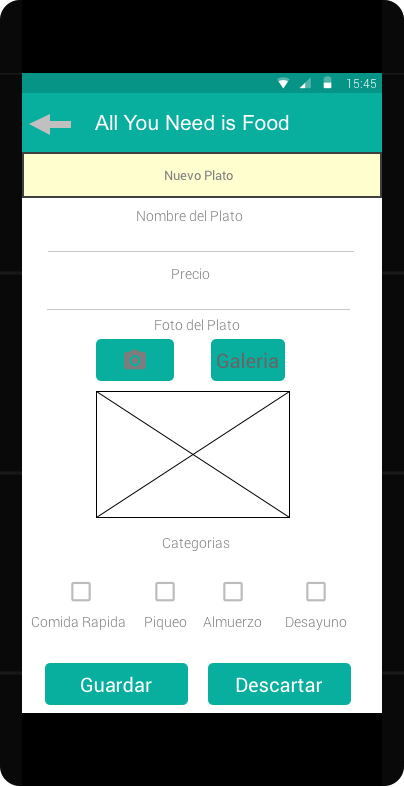 15:45
All You Need is Food
Nuevo Plato
Nombre del Plato
Precio
Foto del Plato
Galeria
Categorias
Comida Rapida Piqueo Almuerzo Desayuno
Guardar Descartar